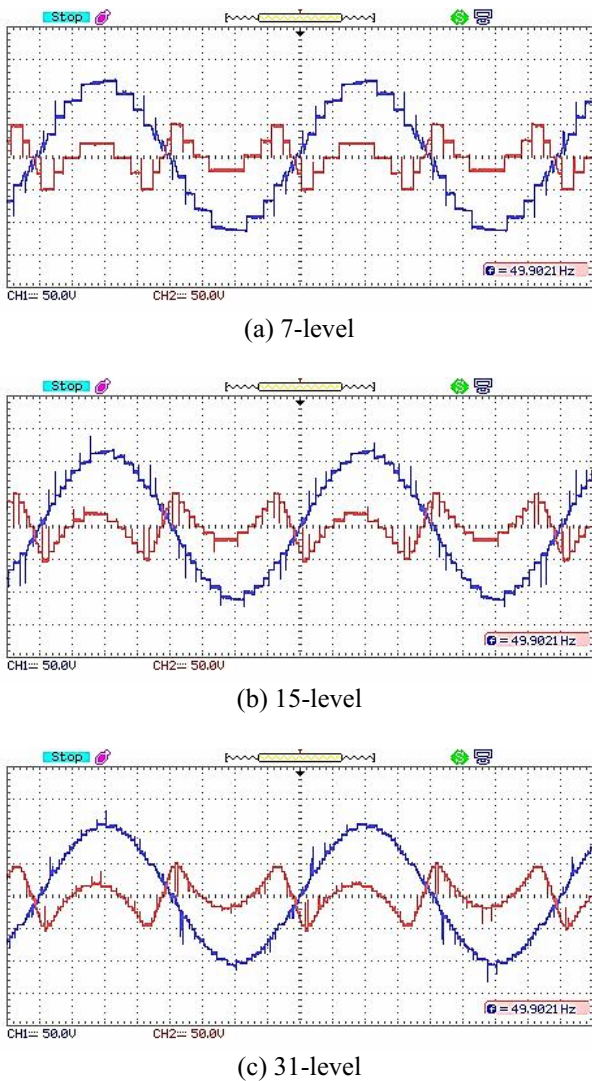 Stop
f = 49.9021 Hz
CH1 50.0V CH2 50.0V
(a) 7-level
Stop
f = 49.9021 Hz
CH1 50.0V CH2 50.0V
(b) 15-level
Stop
f = 49.9021 Hz
CH1 50.0V CH2 50.0V
(c) 31-level